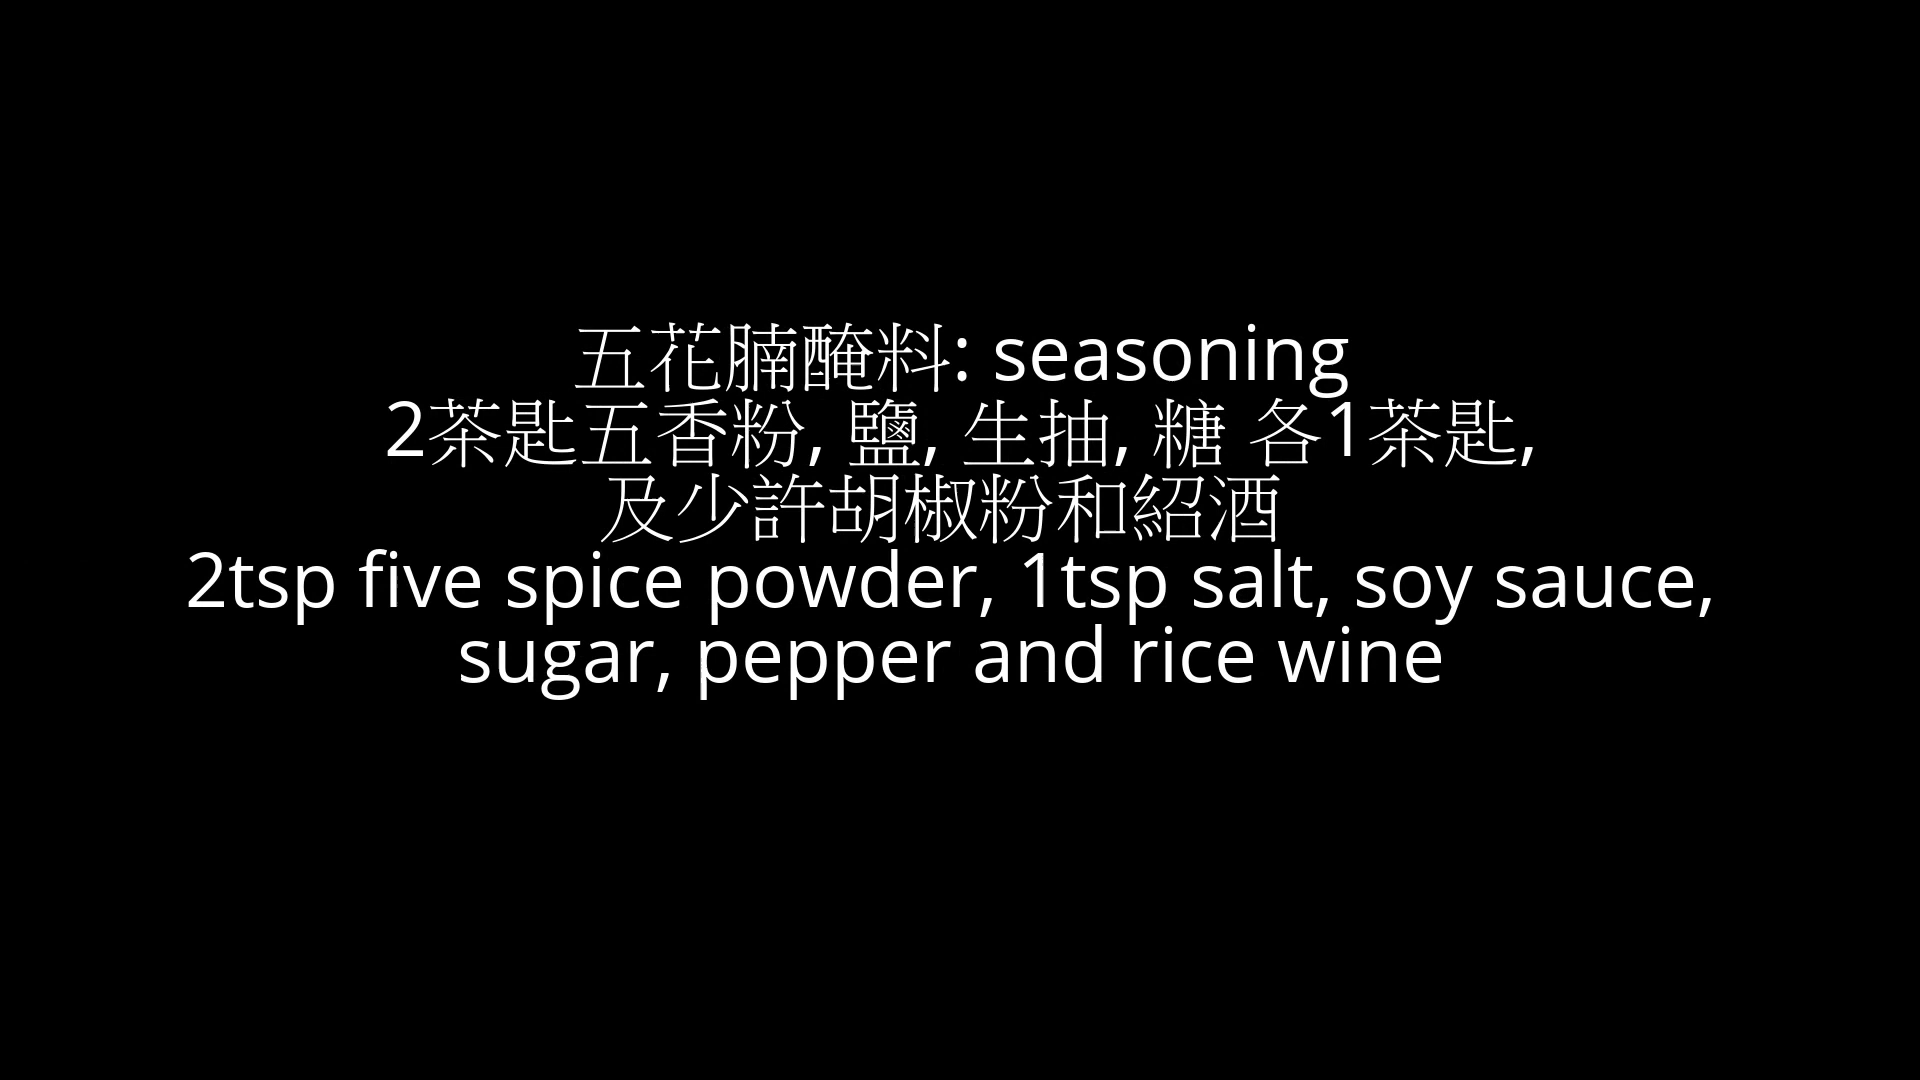 五花腩醃料: seasoning
2茶匙五香粉, 鹽, 生抽, 糖 各1茶匙,
及少許胡椒粉和紹酒
2tsp five spice powder, 1tsp salt, soy sauce,
sugar, pepper and rice wine